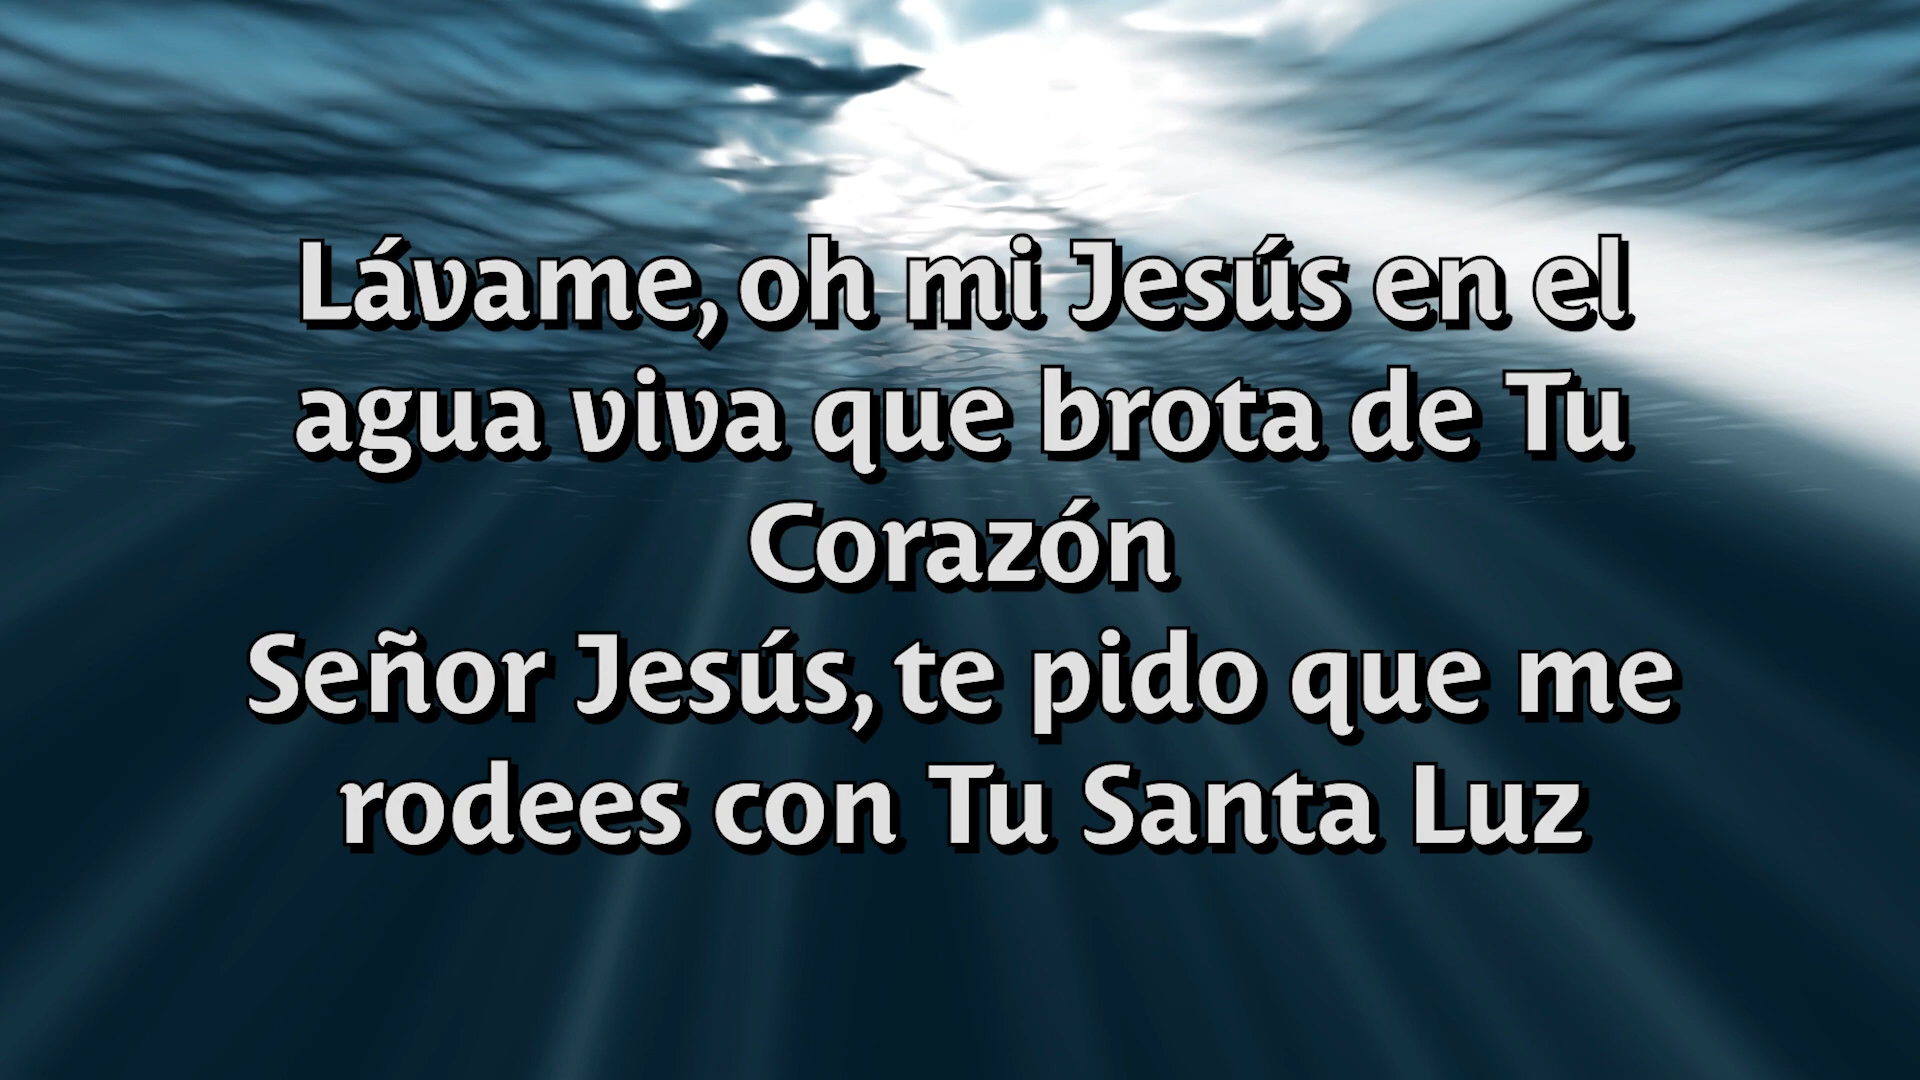 Lávame, oh mi Jesús en el
agua viva que brota de Tu
Corazón
Señor Jesús, te pido que me
rodees con Tu Santa Luz